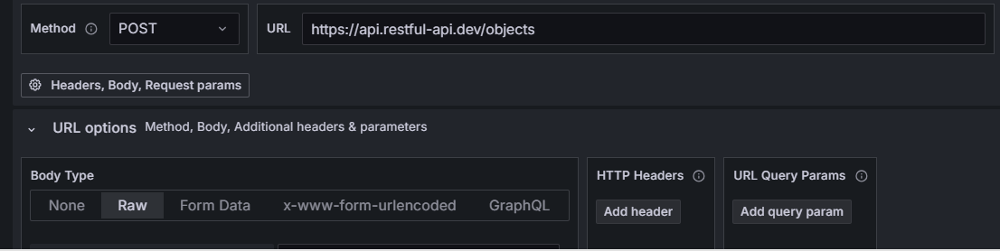 Method POST URL https://api.restful-api.dev/objects
Headers, Body, Request params
URL options Method, Body, Additional headers & parameters
Body Type HTTP Headers URL Query Params
None Raw Form Data x-www-form-urlencoded GraphQL Add header Add query param